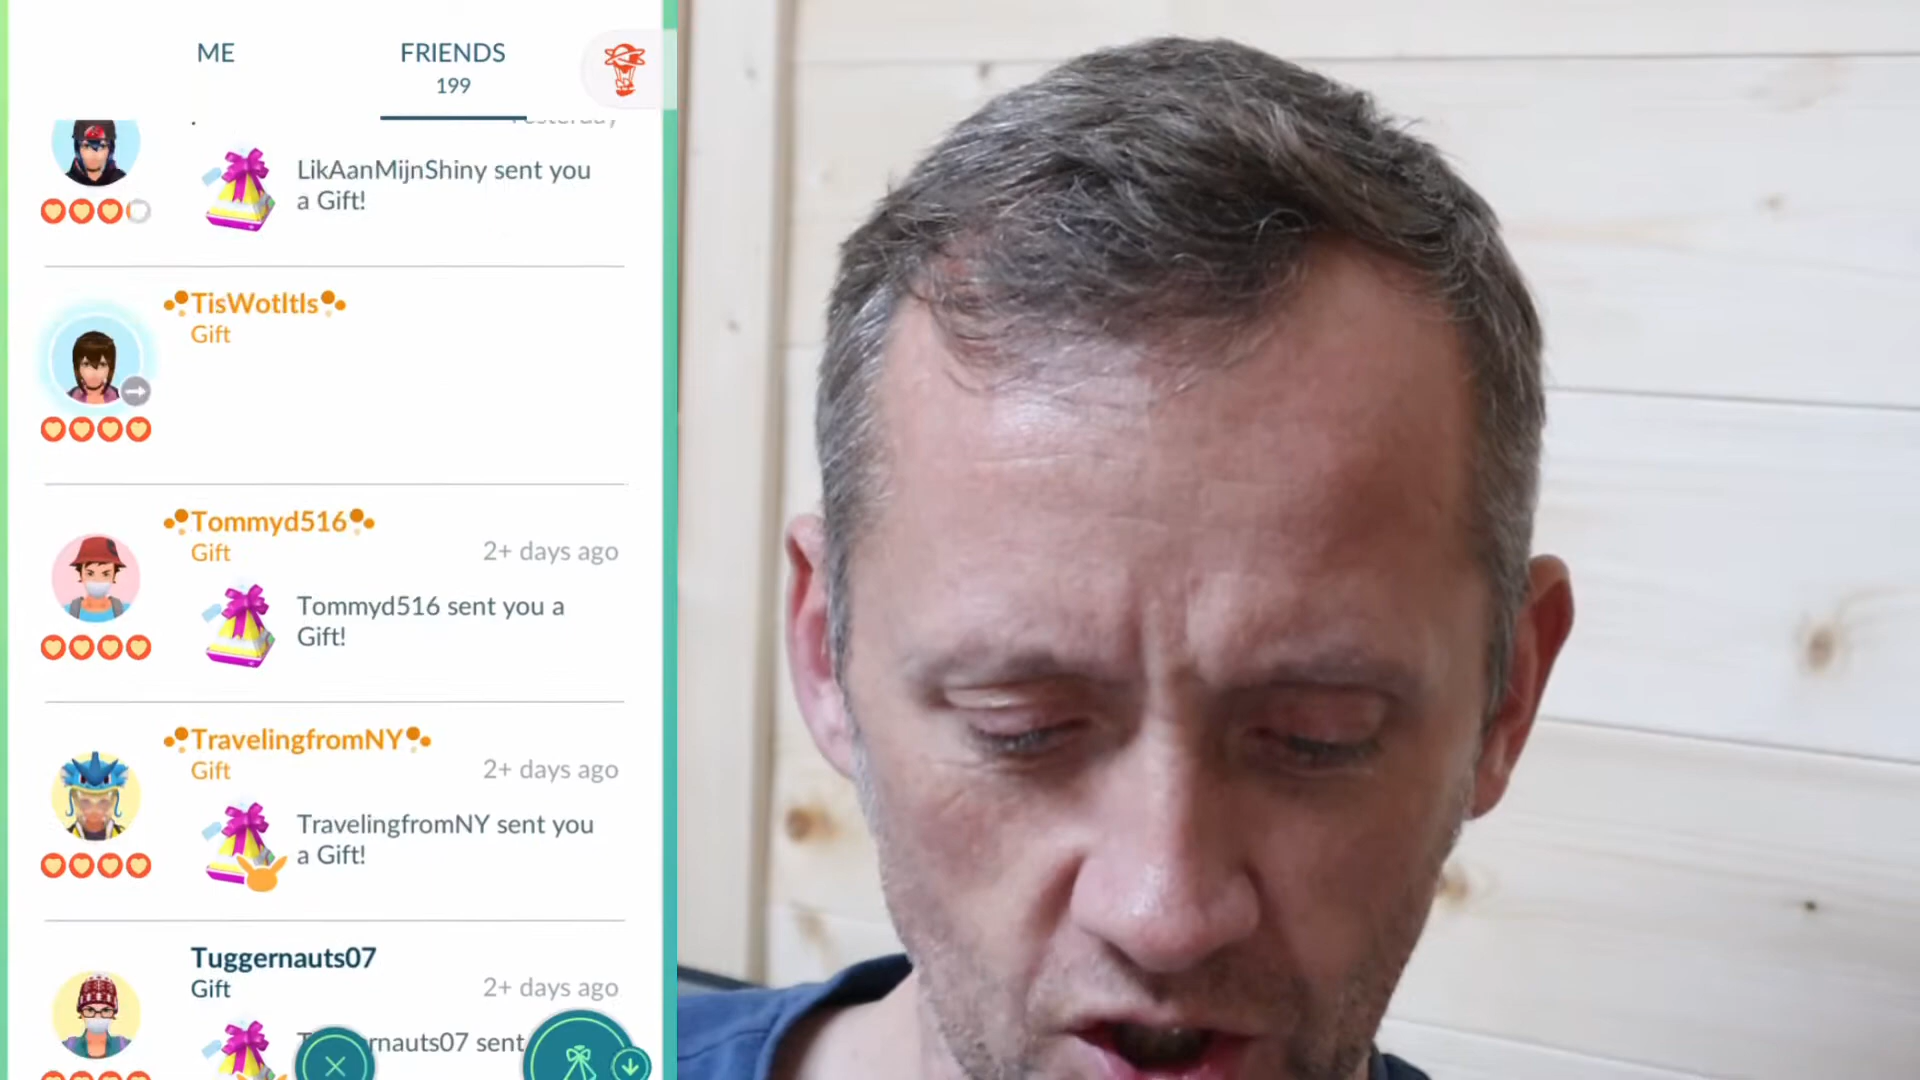 ME
FRIENDS
199
Yesterday
LikAanMijnShiny sent you
a Gift!
TisWotItIs
Gift
Tommyd516
Gift
2+ days ago
Tommyd516 sent you a
Gift!
TravelingfromNY
Gift
2+ days ago
TravelingfromNY sent you
a Gift!
Tuggernauts07
Gift
2+ days ago
sent